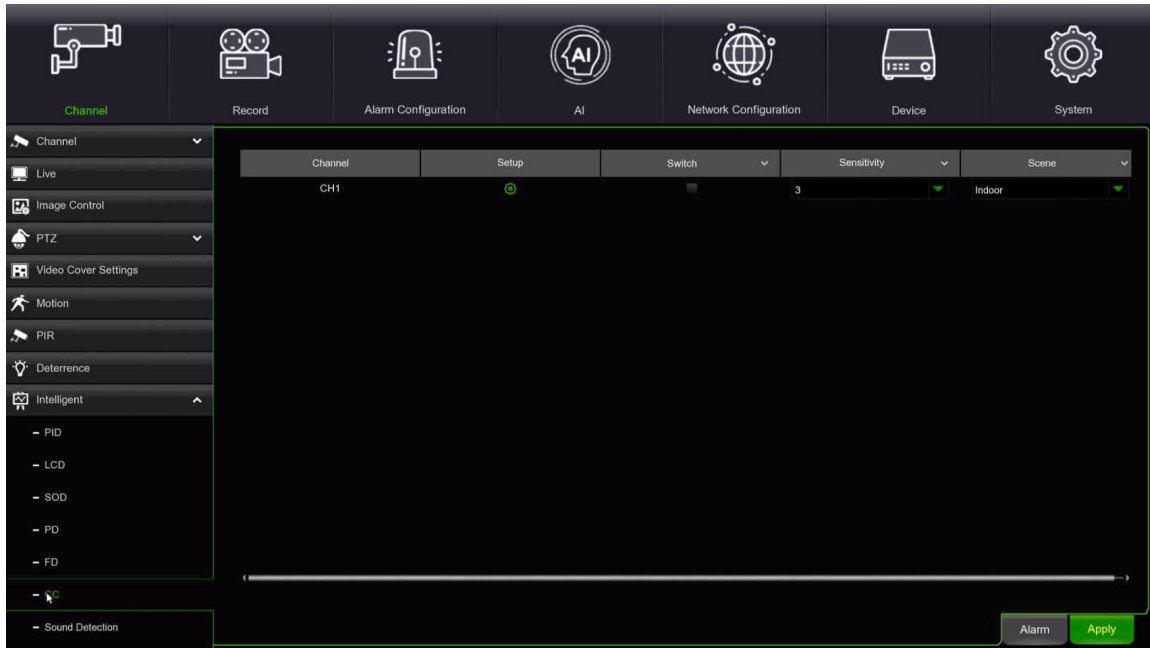 AI
Channel Record Alarm Configuration AI Network Configuration Device System
Channel
Live
Image Control
PTZ
Video Cover Settings
Motion
PIR
Deterrence
Intelligent
– PID
– LCD
– SOD
– PD
– FD
– CC
– Sound Detection
Channel Setup Switch Sensitivity Scene
CH1 3 Indoor
Alarm Apply